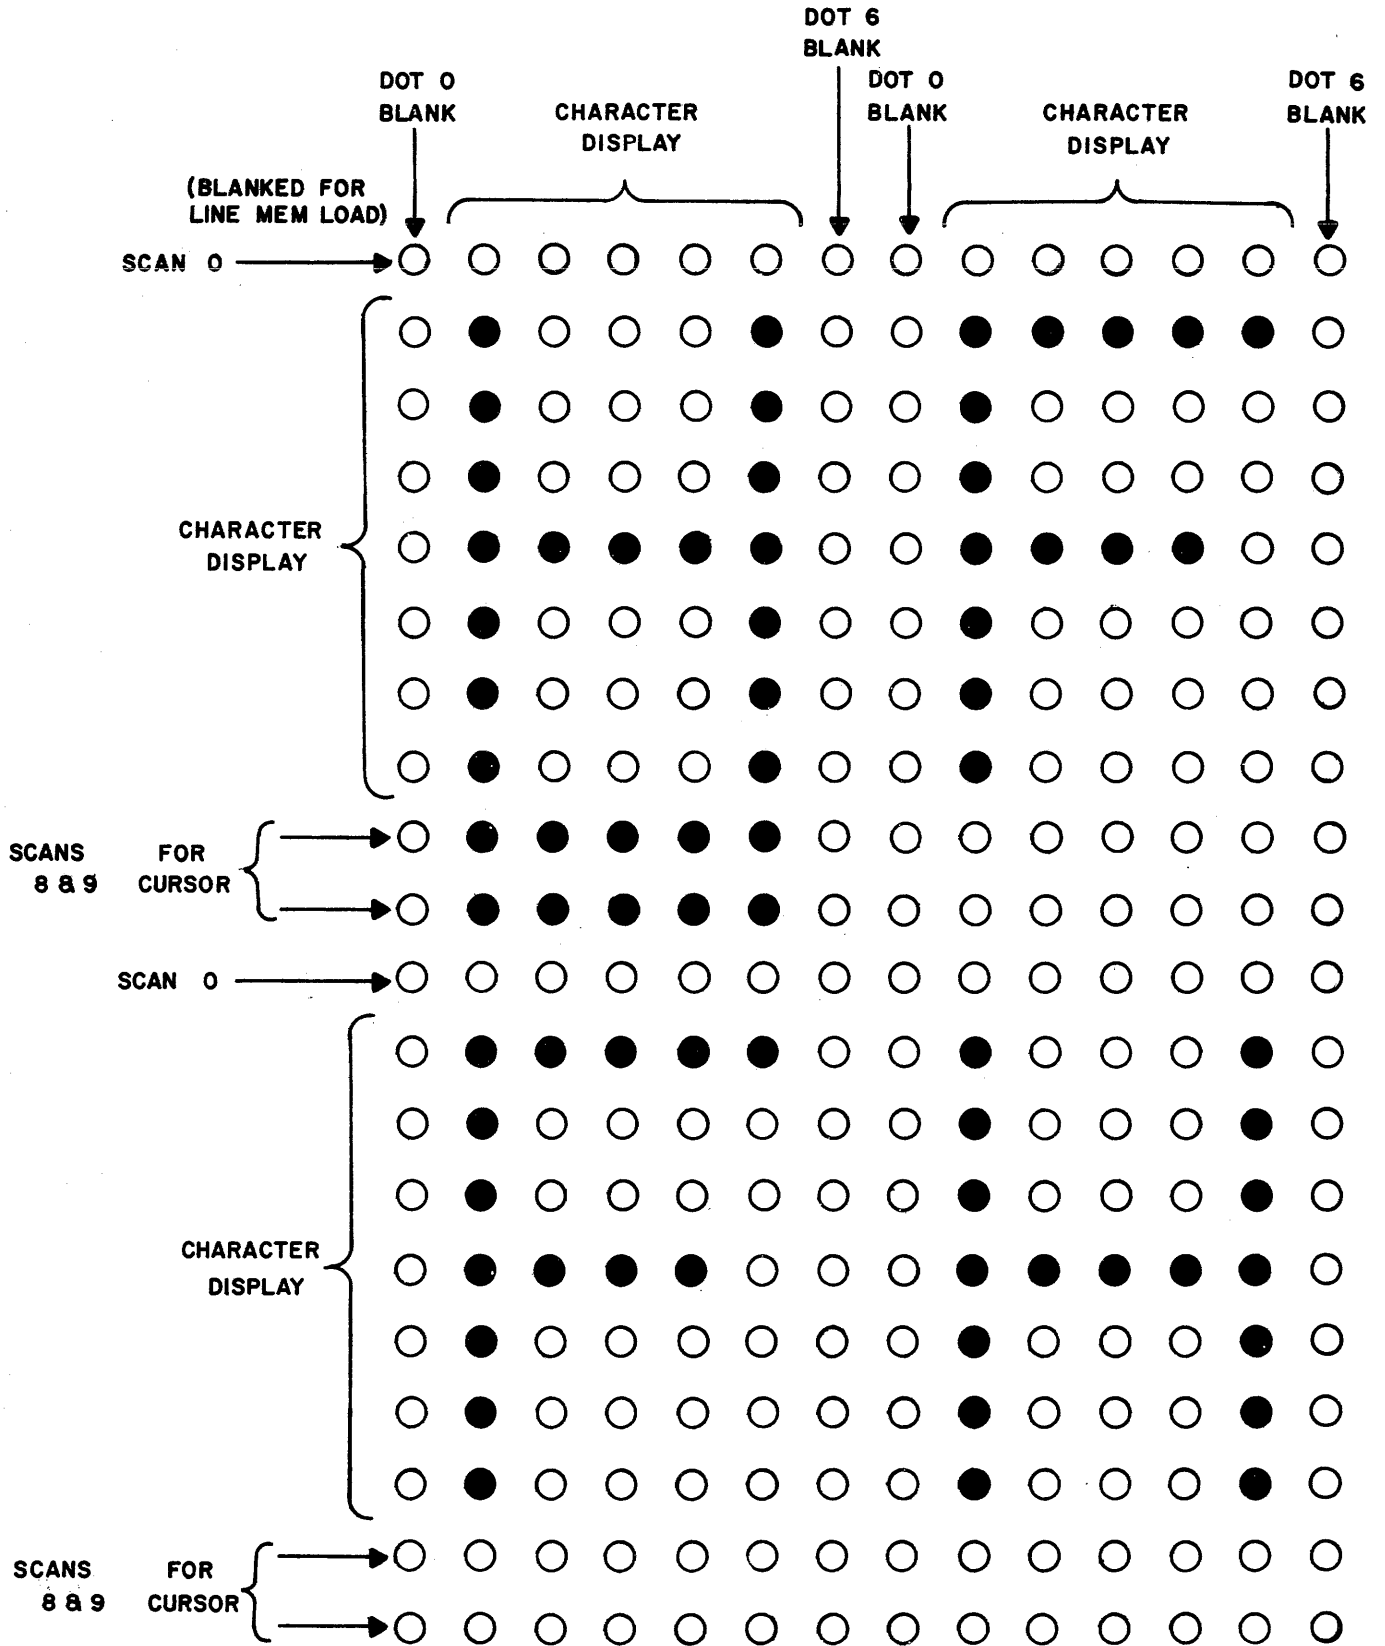 DOT 6
BLANK
DOT 0
BLANK
CHARACTER
DISPLAY
DOT 0
BLANK
CHARACTER
DISPLAY
DOT 6
BLANK
(BLANKED FOR
LINE MEM LOAD)
SCAN 0
CHARACTER
DISPLAY
SCANS FOR
8 & 9 CURSOR
SCAN 0
CHARACTER
DISPLAY
SCANS FOR
8 & 9 CURSOR